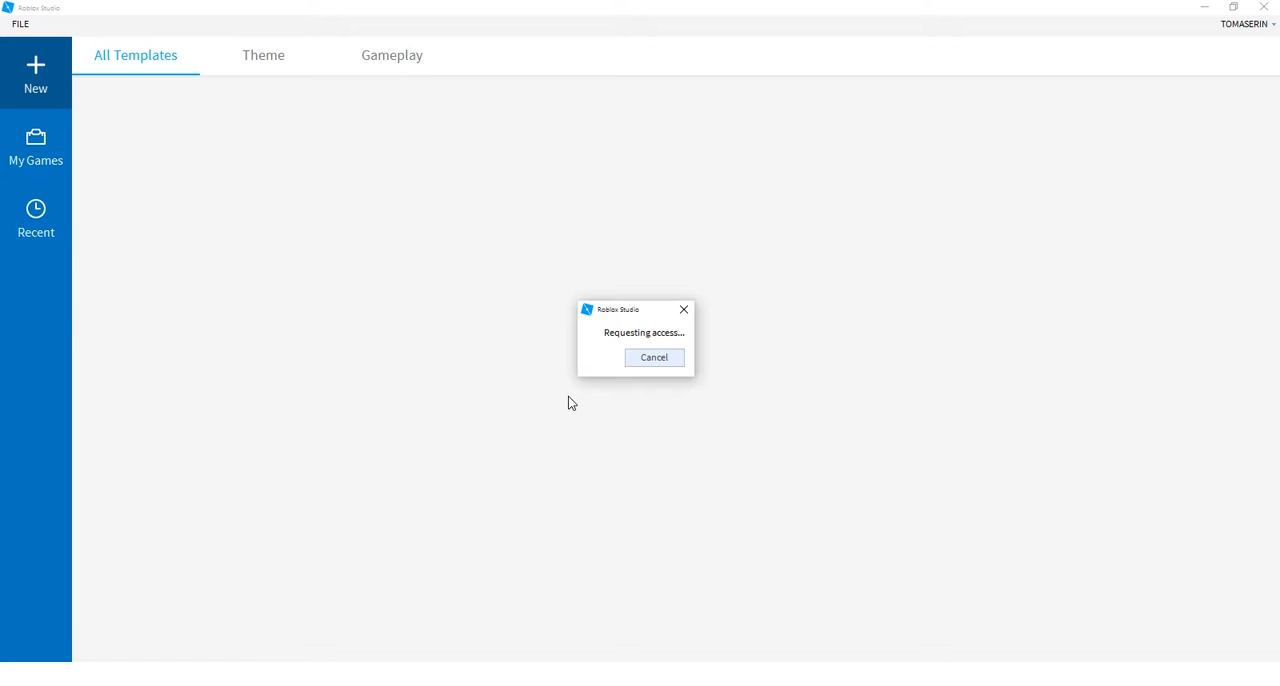 Roblox Studio
FILE
TOMASERIN
New
All Templates
Theme
Gameplay
My Games
Recent
Roblox Studio
Requesting access...
Cancel